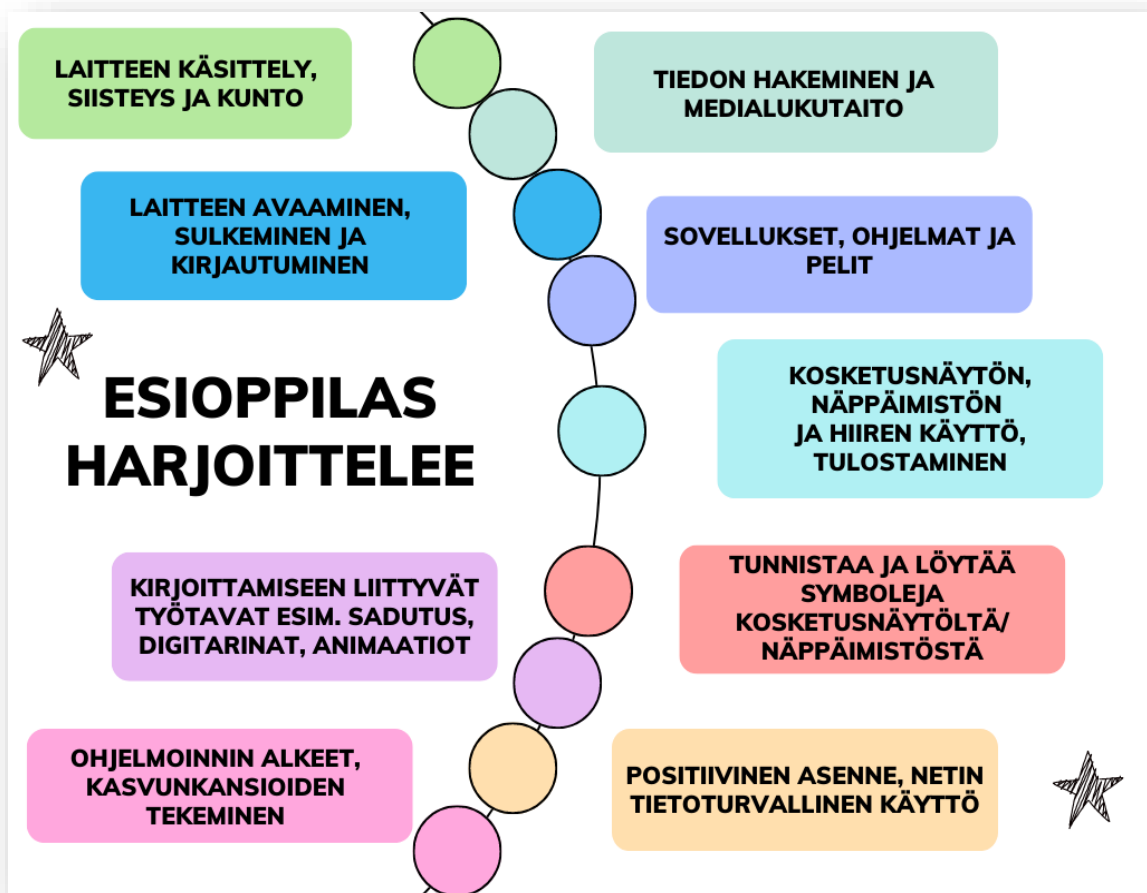 LAITTEEN KÄSITTELY,
SIISTEYS JA KUNTO
TIEDON HAKEMINEN JA
MEDIALUKUTAITO
LAITTEEN AVAAMINEN,
SULKEMINEN JA
KIRJAUTUMINEN
SOVELLUKSET, OHJELMAT JA
PELIT
ESIOPPILAS
HARJOITTELEE
KOSKETUSNÄYTÖN,
NÄPPÄIMISTÖN
JA HIIREN KÄYTTÖ,
TULOSTAMINEN
KIRJOITTAMISEEN LIITTYVÄT
TYÖTAVAT ESIM. SADUTUS,
DIGITARINAT, ANIMAATIOT
TUNNISTAA JA LÖYTÄÄ
SYMBOLEJA
KOSKETUSNÄYTÖLTÄ/
NÄPPÄIMISTÖSTÄ
OHJELMOINNIN ALKEET,
KASVUNKANSIOIDEN
TEKEMINEN
POSITIIVINEN ASENNE, NETIN
TIETOTURVALLINEN KÄYTTÖ